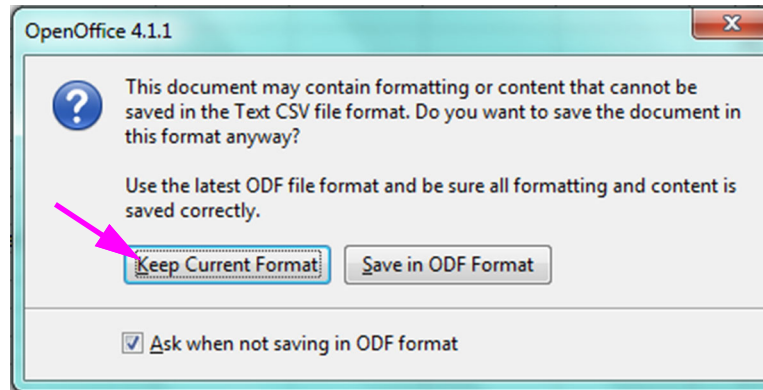 OpenOffice 4.1.1
This document may contain formatting or content that cannot be
saved in the Text CSV file format. Do you want to save the document in
this format anyway?
Use the latest ODF file format and be sure all formatting and content is
saved correctly.
Keep Current Format Save in ODF Format
Ask when not saving in ODF format